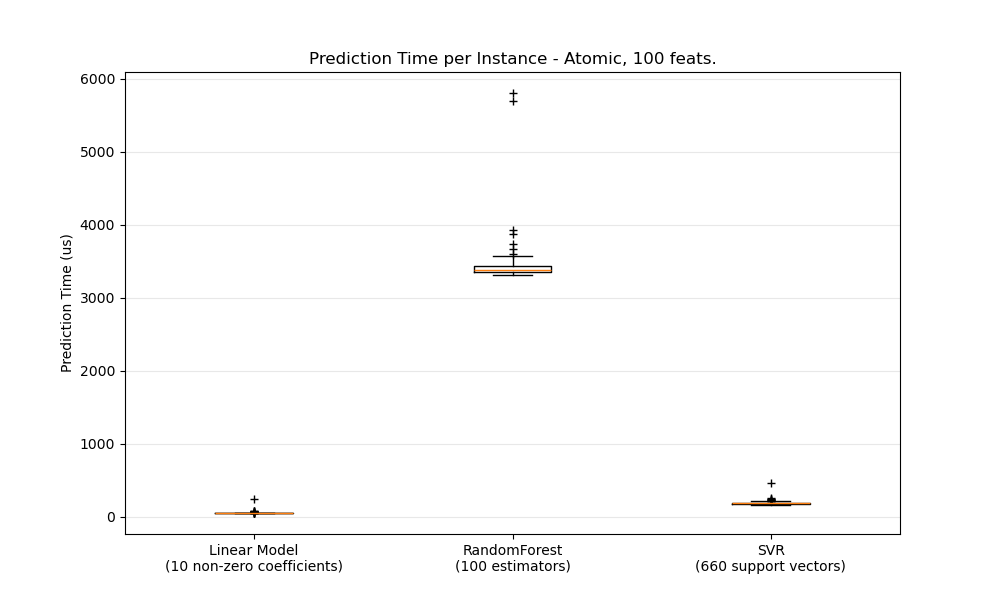 Prediction Time per Instance - Atomic, 100 feats.
6000
5000
4000
3000
2000
1000
0
Prediction Time (us)
Linear Model
(10 non-zero coefficients)
RandomForest
(100 estimators)
SVR
(660 support vectors)